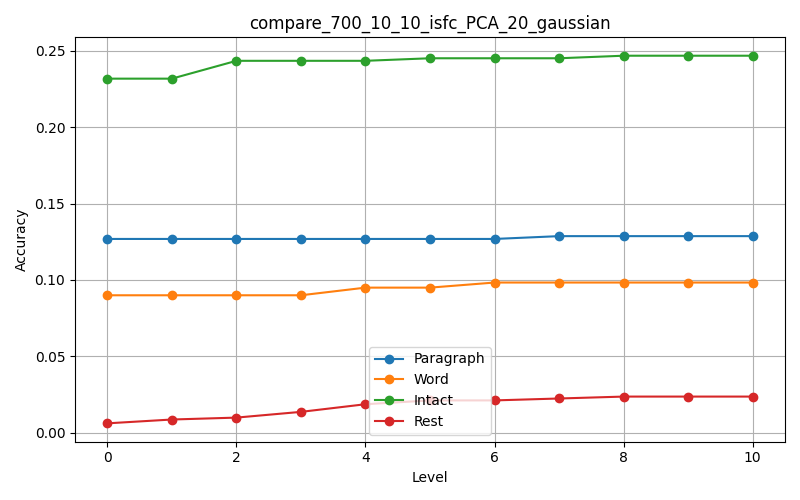 compare_700_10_10_isfc_PCA_20_gaussian
Accuracy
0.25
0.20
0.15
0.10
0.05
0.00
Paragraph
Word
Intact
Rest
0 2 4 6 8 10
Level